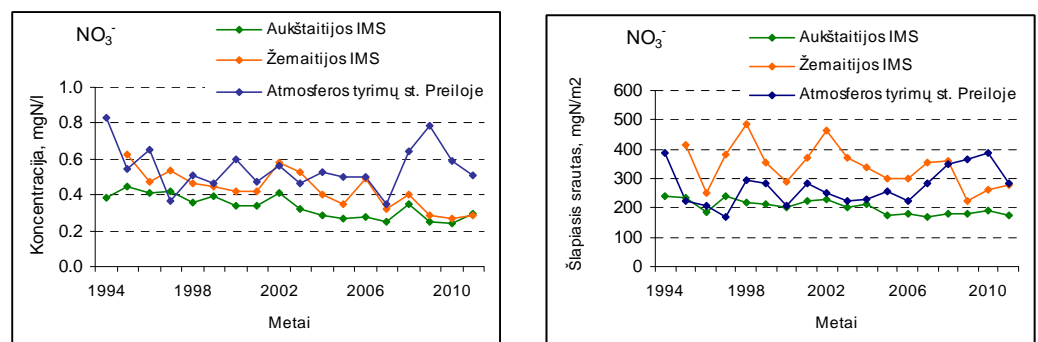 NO₃⁻
Aukštaitijos IMS
Žemaitijos IMS
Atmosferos tyrimų st. Preiloje
Koncentracija, mgN/l
1.0
0.8
0.6
0.4
0.2
0.0
1994 1998 2002 2006 2010
Metai
NO₃⁻
Aukštaitijos IMS
Žemaitijos IMS
Atmosferos tyrimų st. Preiloje
Šlapiasis srautas, mgN/m2
600
500
400
300
200
100
0
1994 1998 2002 2006 2010
Metai